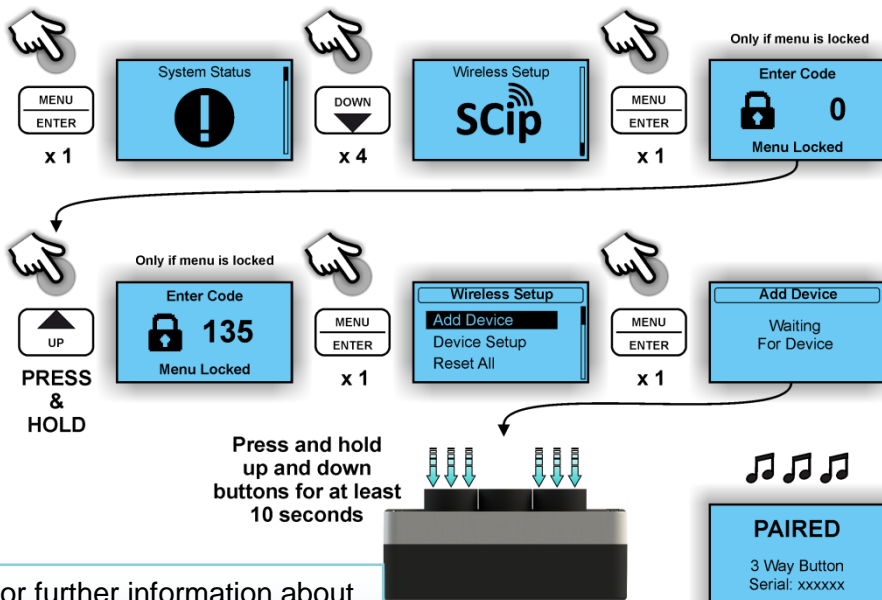 MENU
ENTER
x 1
System Status
DOWN
x 4
Wireless Setup
SCip
MENU
ENTER
x 1
Only if menu is locked
Enter Code
0
Menu Locked
UP
PRESS
&
HOLD
Only if menu is locked
Enter Code
135
Menu Locked
MENU
ENTER
x 1
Wireless Setup
Add Device
Device Setup
Reset All
MENU
ENTER
x 1
Add Device
Waiting
For Device
Press and hold
up and down
buttons for at least
10 seconds
PAIRED
3 Way Button
Serial: xxxxxx
or further information about